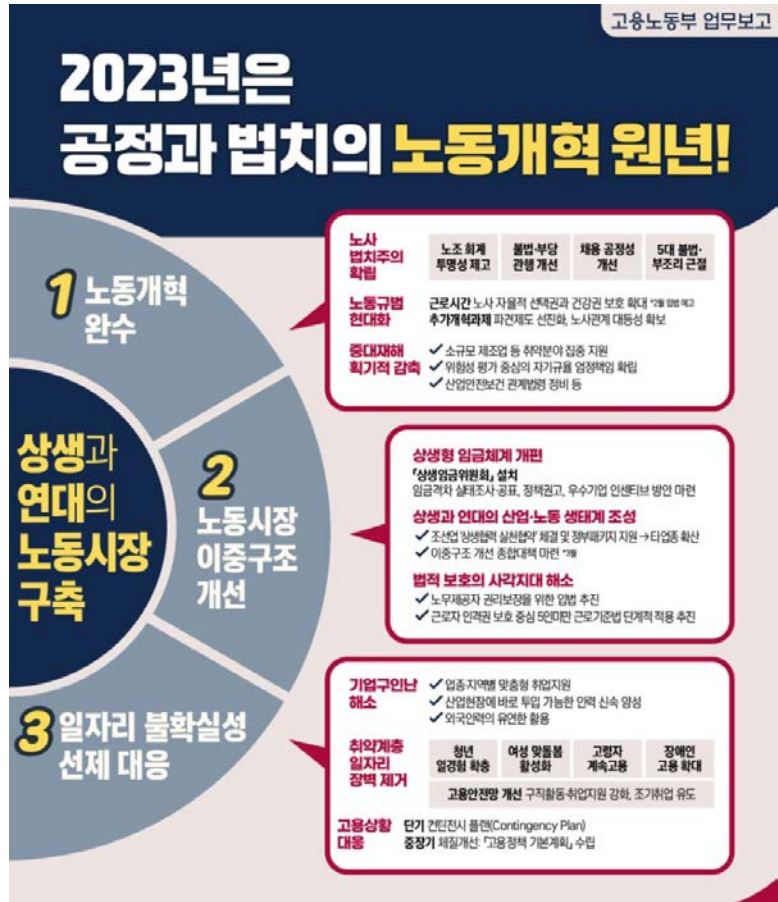 고용노동부 업무보고
2023년은
공정과 법치의 노동개혁 원년!
상생과
연대의
노동시장
구축
1 노동개혁
완수
노사
법치주의
확립
노조 회계
투명성 제고
불법·부당
관행 개선
채용 공정성
개선
5대 불법·
부조리 근절
노동규범
현대화
근로시간 노사 자율적 선택권과 건강권 보호 확대 *2월 입법 예고
추가개혁과제 파견제도 선진화, 노사관계 대등성 확보
중대재해
획기적 감축
✓ 소규모 제조업 등 취약분야 집중 지원
✓ 위험성 평가 중심의 자기규율 엄정책임 확립
✓ 산업안전보건 관계법령 정비 등
2
노동시장
이중구조
개선
상생형 임금체계 개편
「상생임금위원회」 설치
임금격차 실태조사·공표, 정책권고, 우수기업 인센티브 방안 마련
상생과 연대의 산업·노동 생태계 조성
✓ 조선업 '상생협력 실천협약' 체결 및 정부패키지 지원 → 타업종 확산
✓ 이중구조 개선 종합대책 마련 *3월
법적 보호의 사각지대 해소
✓ 노무제공자 권리보장을 위한 입법 추진
✓ 근로자 인격권 보호 중심 5인미만 근로기준법 단계적 적용 추진
3 일자리 불확실성
선제 대응
기업구인난
해소
✓ 업종·지역별 맞춤형 취업지원
✓ 산업현장에 바로 투입 가능한 인력 신속 양성
✓ 외국인력의 유연한 활용
취약계층
일자리
장벽 제거
청년
일경험 확충
여성 맞돌봄
활성화
고령자
계속고용
장애인
고용 확대
고용안전망 개선 구직활동·취업지원 강화, 조기취업 유도
고용상황
대응
단기 컨틴전시 플랜(Contingency Plan)
중장기 체질개선: 「고용정책 기본계획」 수립